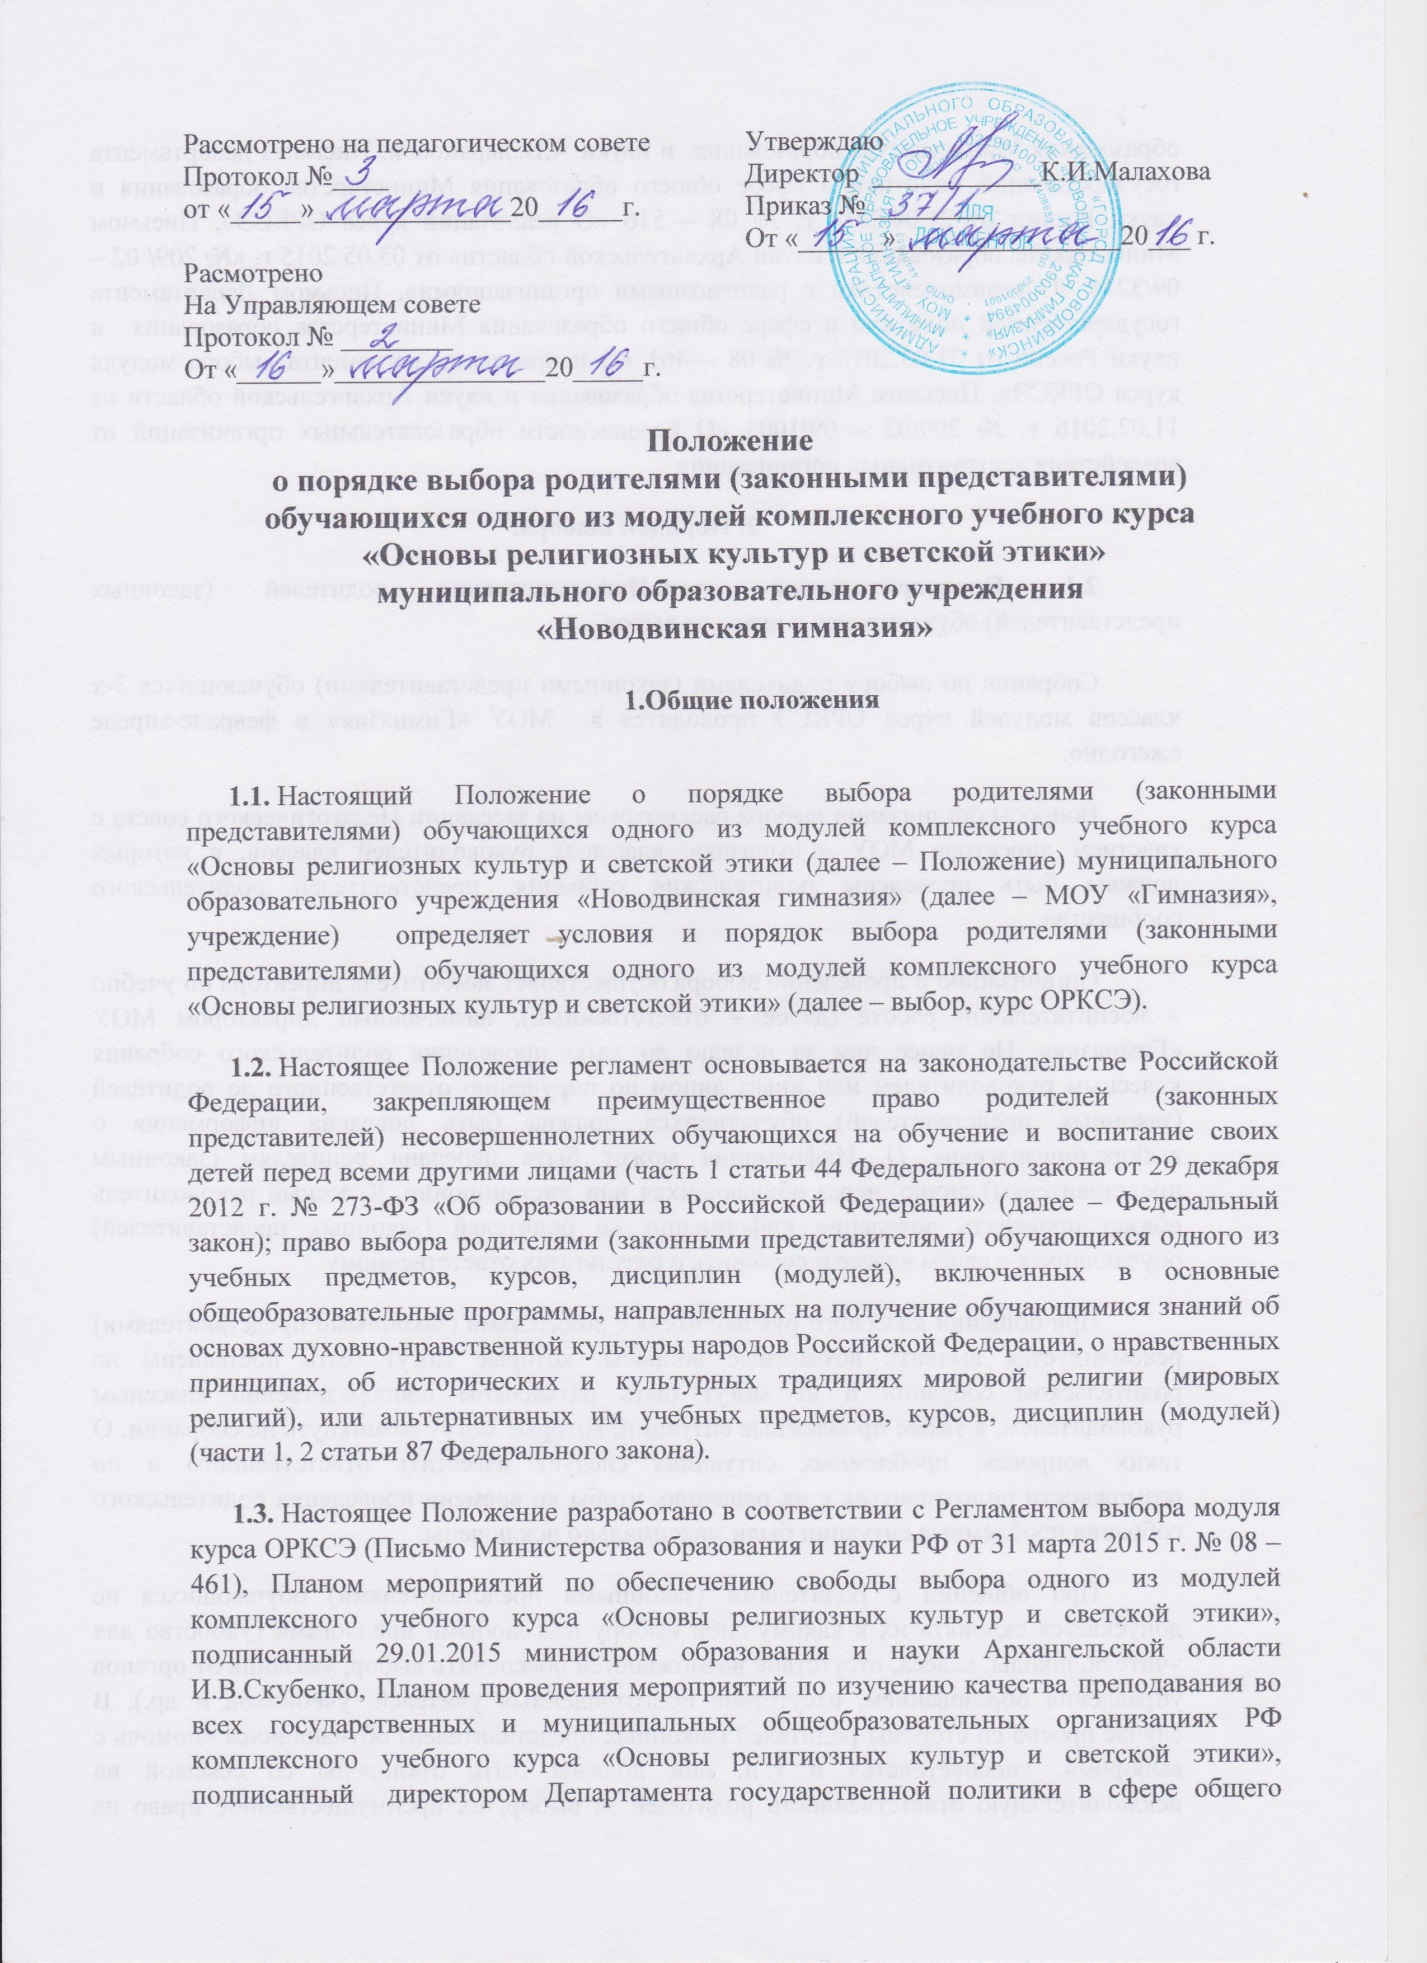 Рассмотрено на педагогическом совете
Протокол № 3
от «15» марта 2016 г.
Утверждаю
Директор К.И.Малахова
Приказ № 37/1
От «15» марта 2016 г.
АДМИНИСТРАЦИЯ МУНИЦИПАЛЬНОГО ОБРАЗОВАНИЯ «ГОРОД НОВОДВИНСК»
ДЛЯ
ДОКУМЕНТОВ
Расмотрено
На Управляющем совете
Протокол № 2
От «16» марта 2016 г.
Положение
о порядке выбора родителями (законными представителями)
обучающихся одного из модулей комплексного учебного курса
«Основы религиозных культур и светской этики»
муниципального образовательного учреждения
«Новодвинская гимназия»
1.Общие положения
1.1. Настоящий Положение о порядке выбора родителями (законными
представителями) обучающихся одного из модулей комплексного учебного курса
«Основы религиозных культур и светской этики (далее – Положение) муниципального
образовательного учреждения «Новодвинская гимназия» (далее – МОУ «Гимназия»,
учреждение) определяет условия и порядок выбора родителями (законными
представителями) обучающихся одного из модулей комплексного учебного курса
«Основы религиозных культур и светской этики» (далее – выбор, курс ОРКСЭ).
1.2. Настоящее Положение регламент основывается на законодательстве Российской
Федерации, закрепляющем преимущественное право родителей (законных
представителей) несовершеннолетних обучающихся на обучение и воспитание своих
детей перед всеми другими лицами (часть 1 статьи 44 Федерального закона от 29 декабря
2012 г. № 273-ФЗ «Об образовании в Российской Федерации» (далее – Федеральный
закон); право выбора родителями (законными представителями) обучающихся одного из
учебных предметов, курсов, дисциплин (модулей), включенных в основные
общеобразовательные программы, направленных на получение обучающимися знаний об
основах духовно-нравственной культуры народов Российской Федерации, о нравственных
принципах, об исторических и культурных традициях мировой религии (мировых
религий), или альтернативных им учебных предметов, курсов, дисциплин (модулей)
(части 1, 2 статьи 87 Федерального закона).
1.3. Настоящее Положение разработано в соответствии с Регламентом выбора модуля
курса ОРКСЭ (Письмо Министерства образования и науки РФ от 31 марта 2015 г. № 08 –
461), Планом мероприятий по обеспечению свободы выбора одного из модулей
комплексного учебного курса «Основы религиозных культур и светской этики»,
подписанный 29.01.2015 министром образования и науки Архангельской области
И.В.Скубенко, Планом проведения мероприятий по изучению качества преподавания во
всех государственных и муниципальных общеобразовательных организациях РФ
комплексного учебного курса «Основы религиозных культур и светской этики»,
подписанный директором Департамента государственной политики в сфере общего